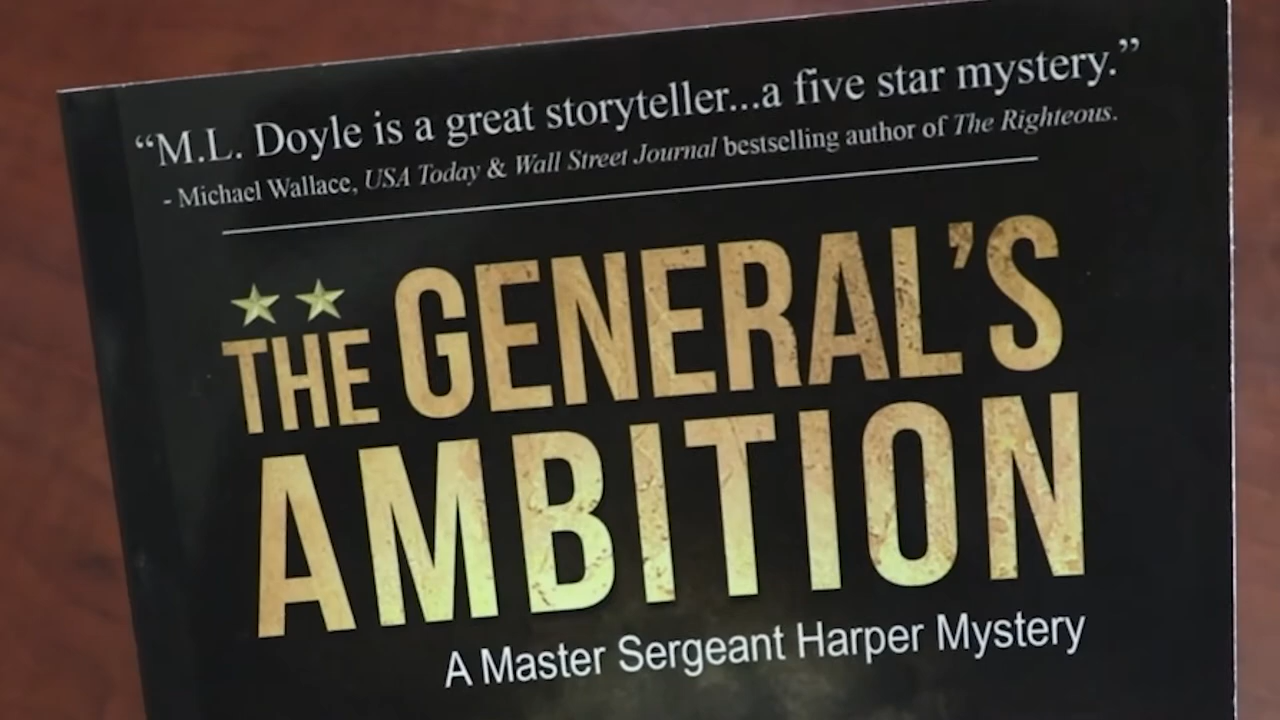 “M.L. Doyle is a great storyteller...a five star mystery.”
- Michael Wallace, USA Today & Wall Street Journal bestselling author of The Righteous.
THE GENERAL’S
AMBITION
A Master Sergeant Harper Mystery